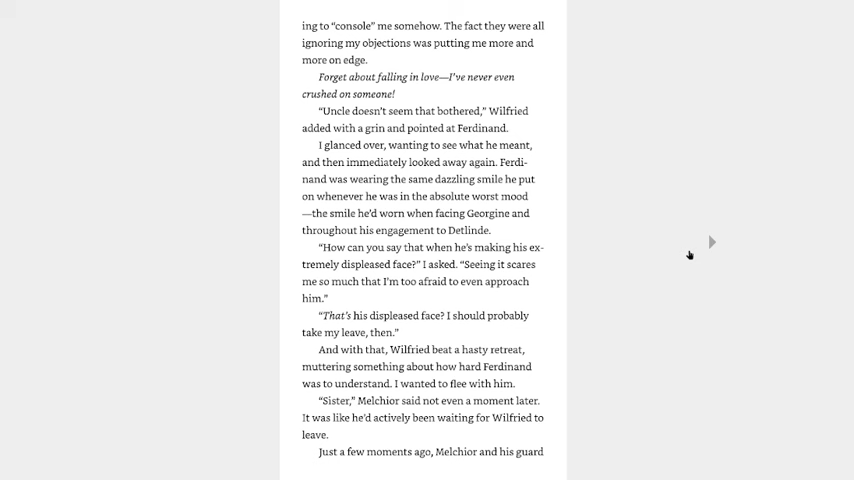 ing to “console” me somehow. The fact they were all
ignoring my objections was putting me more and
more on edge.
Forget about falling in love—I’ve never even
crushed on someone!
“Uncle doesn’t seem that bothered,” Wilfried
added with a grin and pointed at Ferdinand.
I glanced over, wanting to see what he meant,
and then immediately looked away again. Ferdi-
nand was wearing the same dazzling smile he put
on whenever he was in the absolute worst mood
—the smile he’d worn when facing Georgine and
throughout his engagement to Detlinde.
“How can you say that when he’s making his ex-
tremely displeased face?” I asked. “Seeing it scares
me so much that I’m too afraid to even approach
him.”
“That’s his displeased face? I should probably
take my leave, then.”
And with that, Wilfried beat a hasty retreat,
muttering something about how hard Ferdinand
was to understand. I wanted to flee with him.
“Sister,” Melchior said not even a moment later.
It was like he’d actively been waiting for Wilfried to
leave.
Just a few moments ago, Melchior and his guard